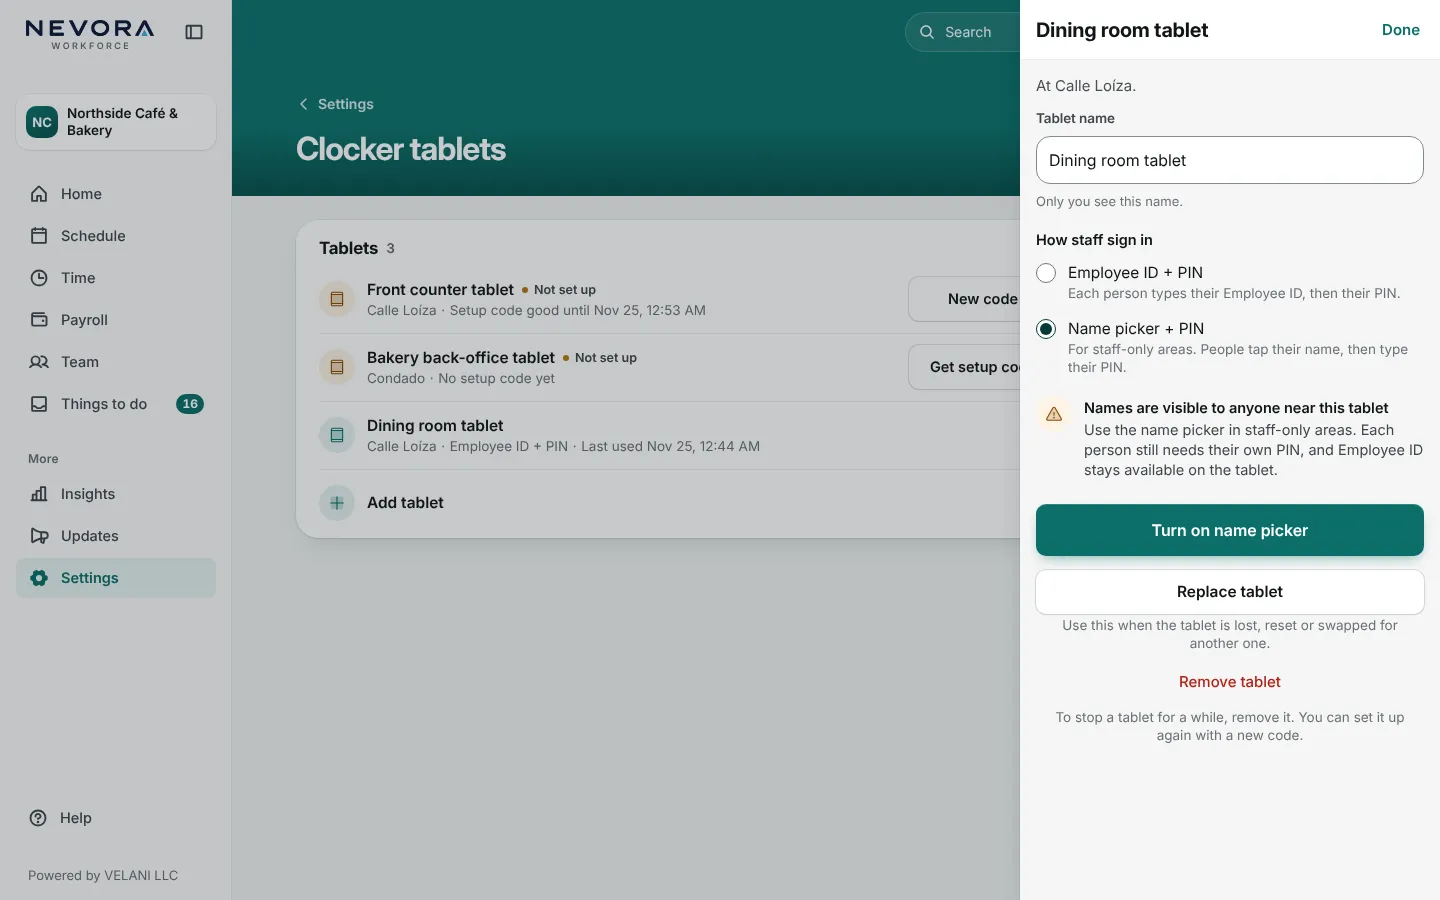 NEVORA
WORKFORCE
NC
Northside Café &
Bakery
Home
Schedule
Time
Payroll
Team
Things to do 16
More
Insights
Updates
Settings
Help
Powered by VELANI LLC
Search
Settings
Clocker tablets
Tablets 3
Front counter tablet • Not set up
Calle Loíza · Setup code good until Nov 25, 12:53 AM
New code
Bakery back-office tablet • Not set up
Condado · No setup code yet
Get setup
Dining room tablet
Calle Loíza · Employee ID + PIN · Last used Nov 25, 12:44 AM
Add tablet
Dining room tablet
Done
At Calle Loíza.
Tablet name
Dining room tablet
Only you see this name.
How staff sign in
Employee ID + PIN
Each person types their Employee ID, then their PIN.
Name picker + PIN
For staff-only areas. People tap their name, then type
their PIN.
Names are visible to anyone near this tablet
Use the name picker in staff-only areas. Each
person still needs their own PIN, and Employee ID
stays available on the tablet.
Turn on name picker
Replace tablet
Use this when the tablet is lost, reset or swapped for
another one.
Remove tablet
To stop a tablet for a while, remove it. You can set it up
again with a new code.